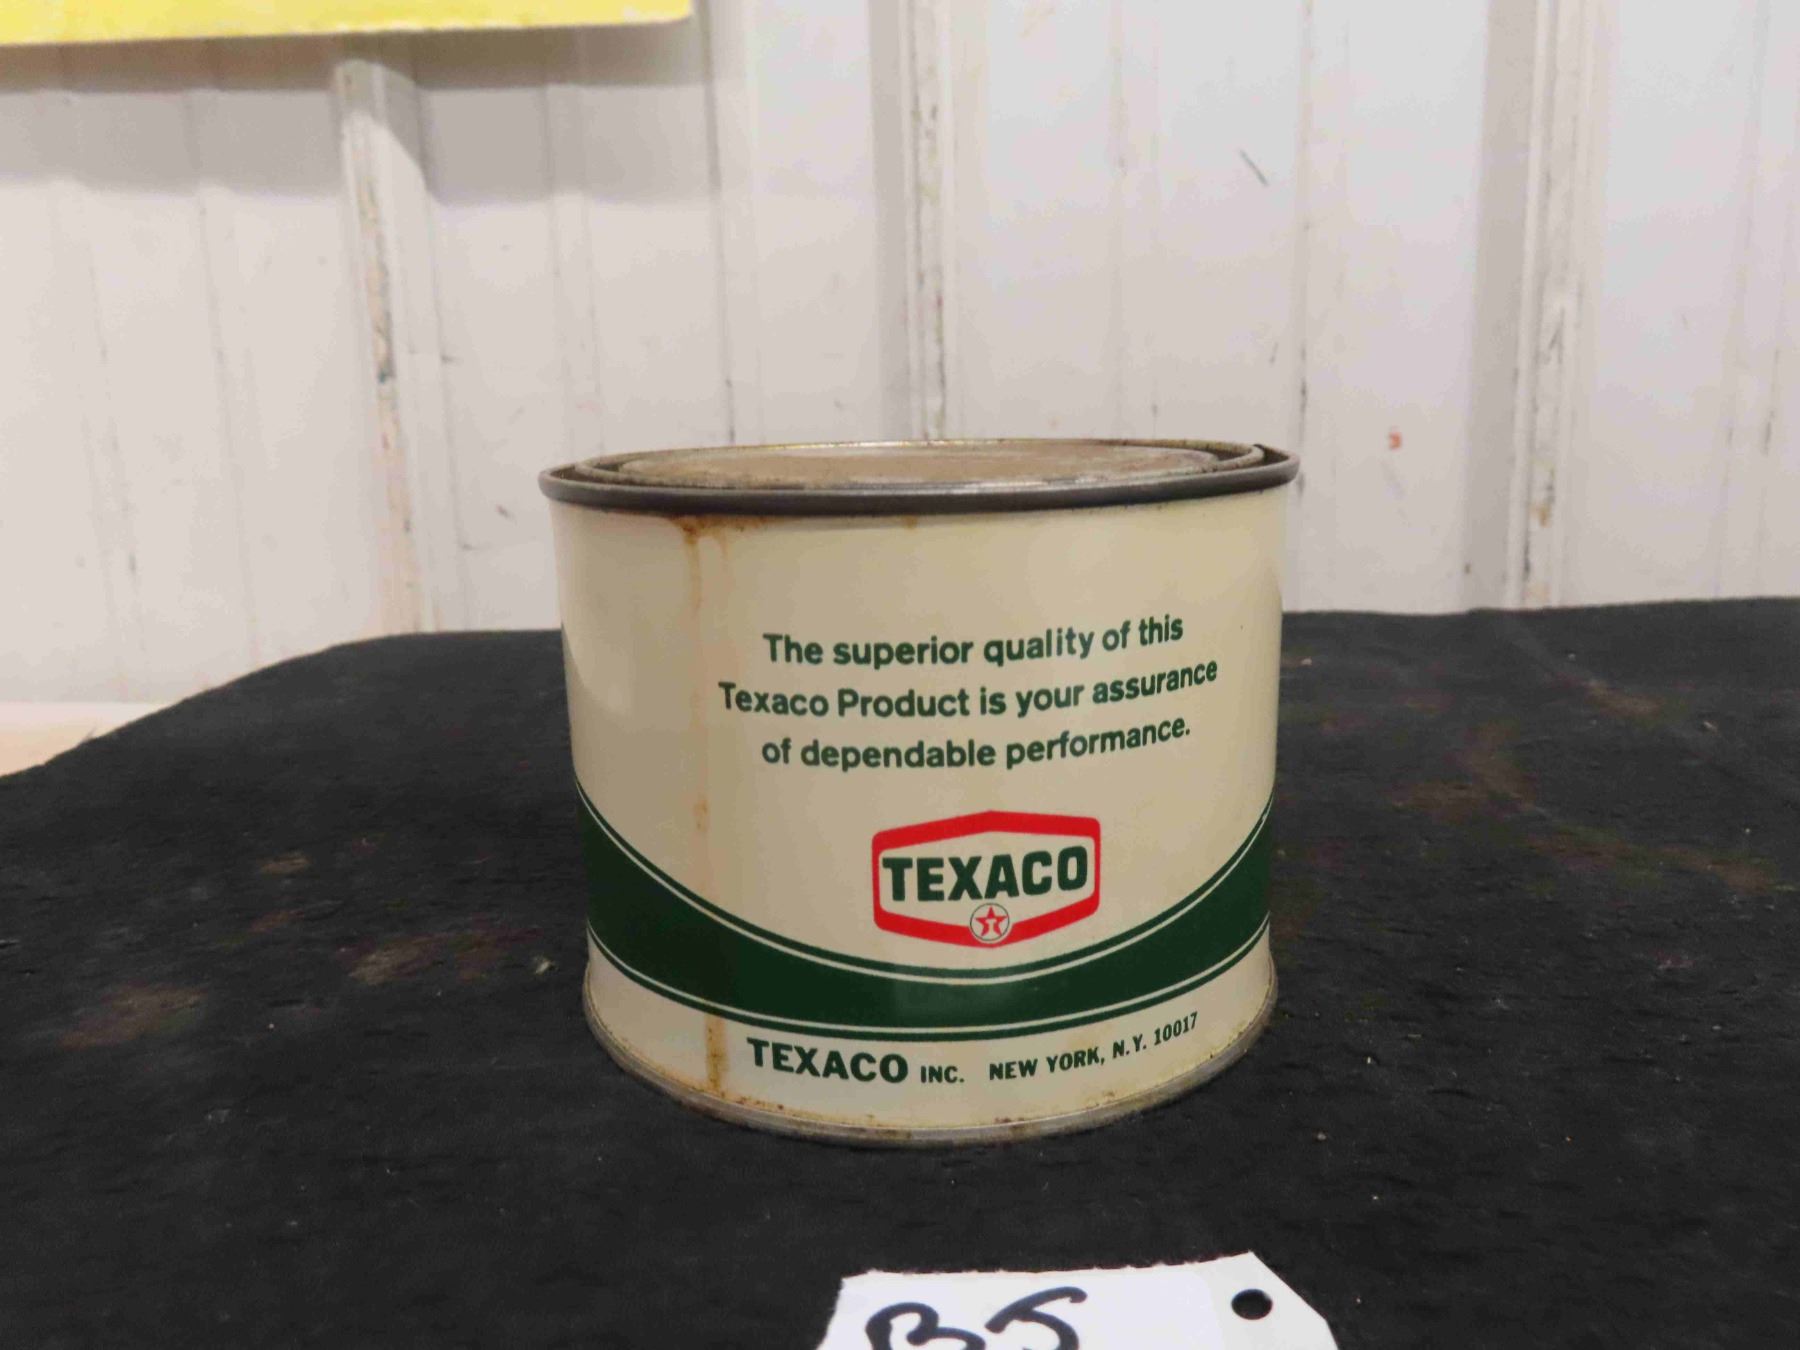 The superior quality of this
Texaco Product is your assurance
of dependable performance.
TEXACO
T
TEXACO INC. NEW YORK, N.Y. 10017